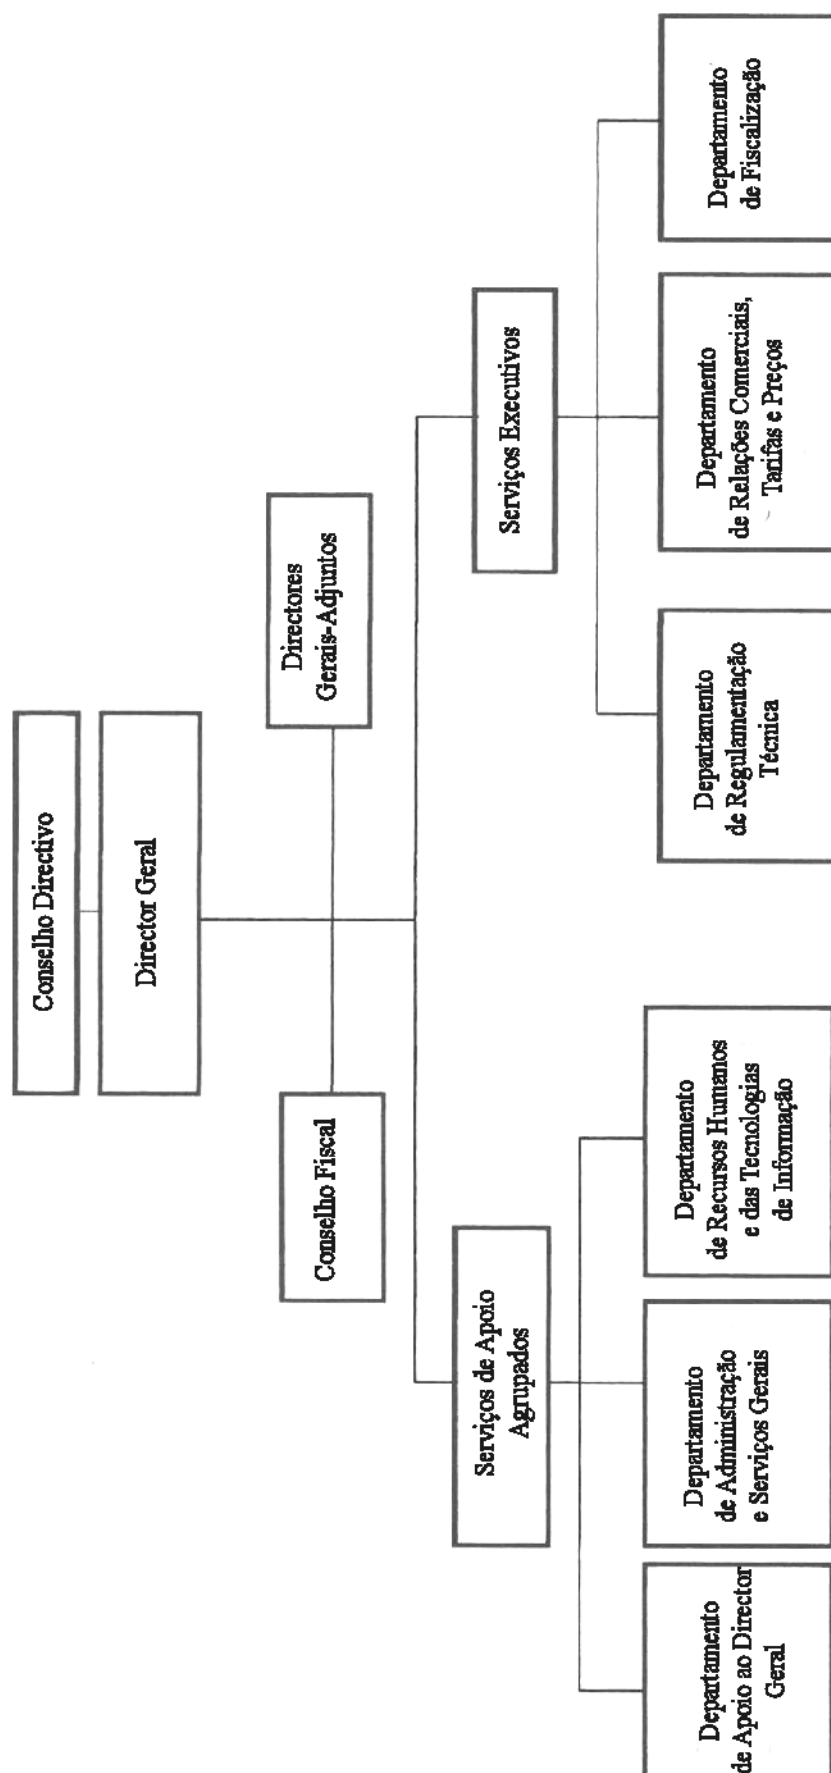 Conselho Directivo
Director Geral
Conselho Fiscal
Directores
Gerais-Adjuntos
Serviços de Apoio
Agrupados
Serviços Executivos
Departamento
de Apoio ao Director
Geral
Departamento
de Administração
e Serviços Gerais
Departamento
de Recursos Humanos
e das Tecnologias
de Informação
Departamento
de Regulamentação
Técnica
Departamento
de Relações Comerciais,
Tarifas e Preços
Departamento
de Fiscalização